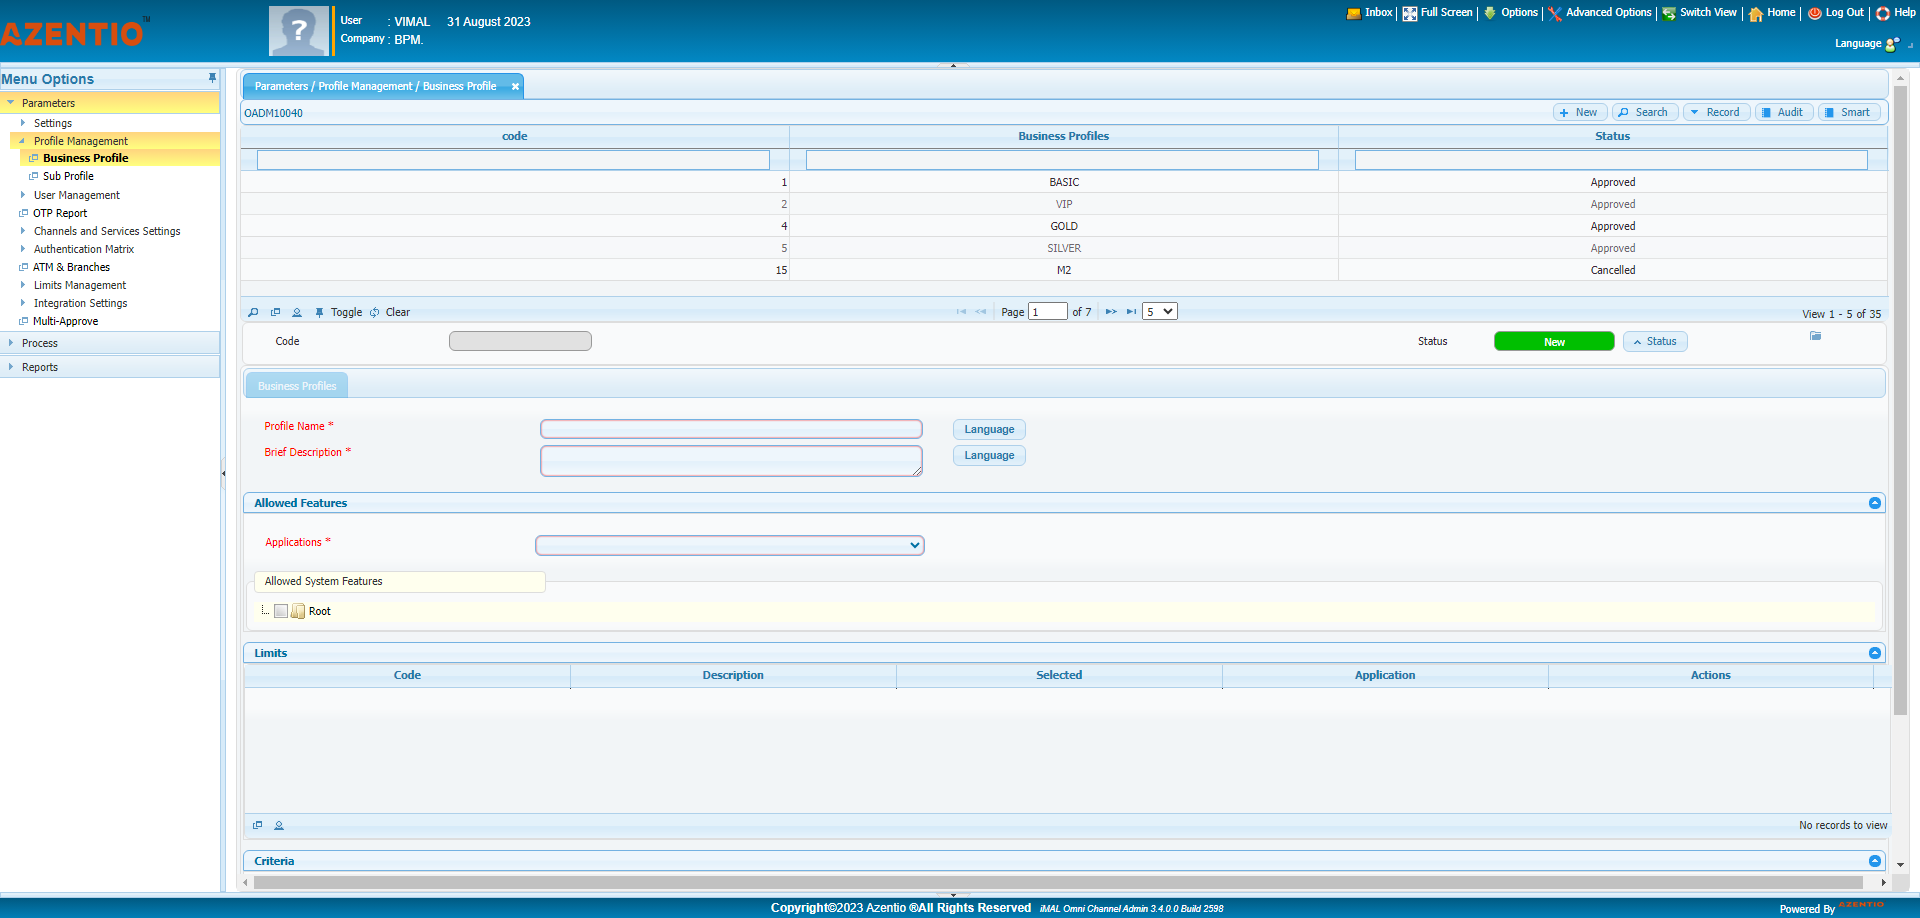 AZENTIO™
User : VIMAL 31 August 2023
Company : BPM.
Inbox Full Screen Options Advanced Options Switch View Home Log Out Help
Language
Menu Options
Parameters
Settings
Profile Management
Business Profile
Sub Profile
User Management
OTP Report
Channels and Services Settings
Authentication Matrix
ATM & Branches
Limits Management
Integration Settings
Multi-Approve
Process
Reports
Parameters / Profile Management / Business Profile
OADM10040
New Search Record Audit Smart
code Business Profiles Status
1 BASIC Approved
2 VIP Approved
4 GOLD Approved
5 SILVER Approved
15 M2 Cancelled
Toggle Clear Page 1 of 7 5 View 1 - 5 of 35
Code Status New Status
Business Profiles
Profile Name * Language
Brief Description * Language
Allowed Features
Applications *
Allowed System Features
Root
Limits
Code Description Selected Application Actions
No records to view
Criteria
Copyright©2023 Azentio ®All Rights Reserved iMAL Omni Channel Admin 3.4.0.0 Build 2598
Powered By AZENTIO